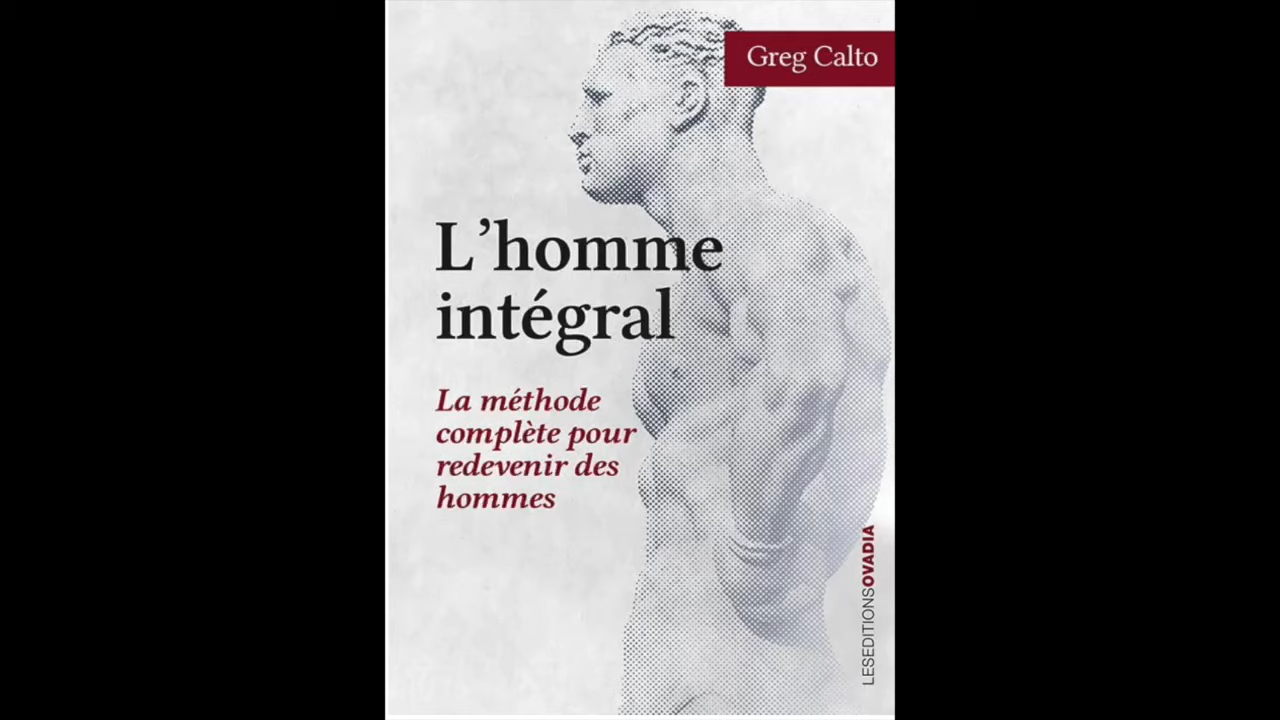 Greg Calto
L’homme
intégral
La méthode
complète pour
redevenir des
hommes
LESEDITIONSOVADIA